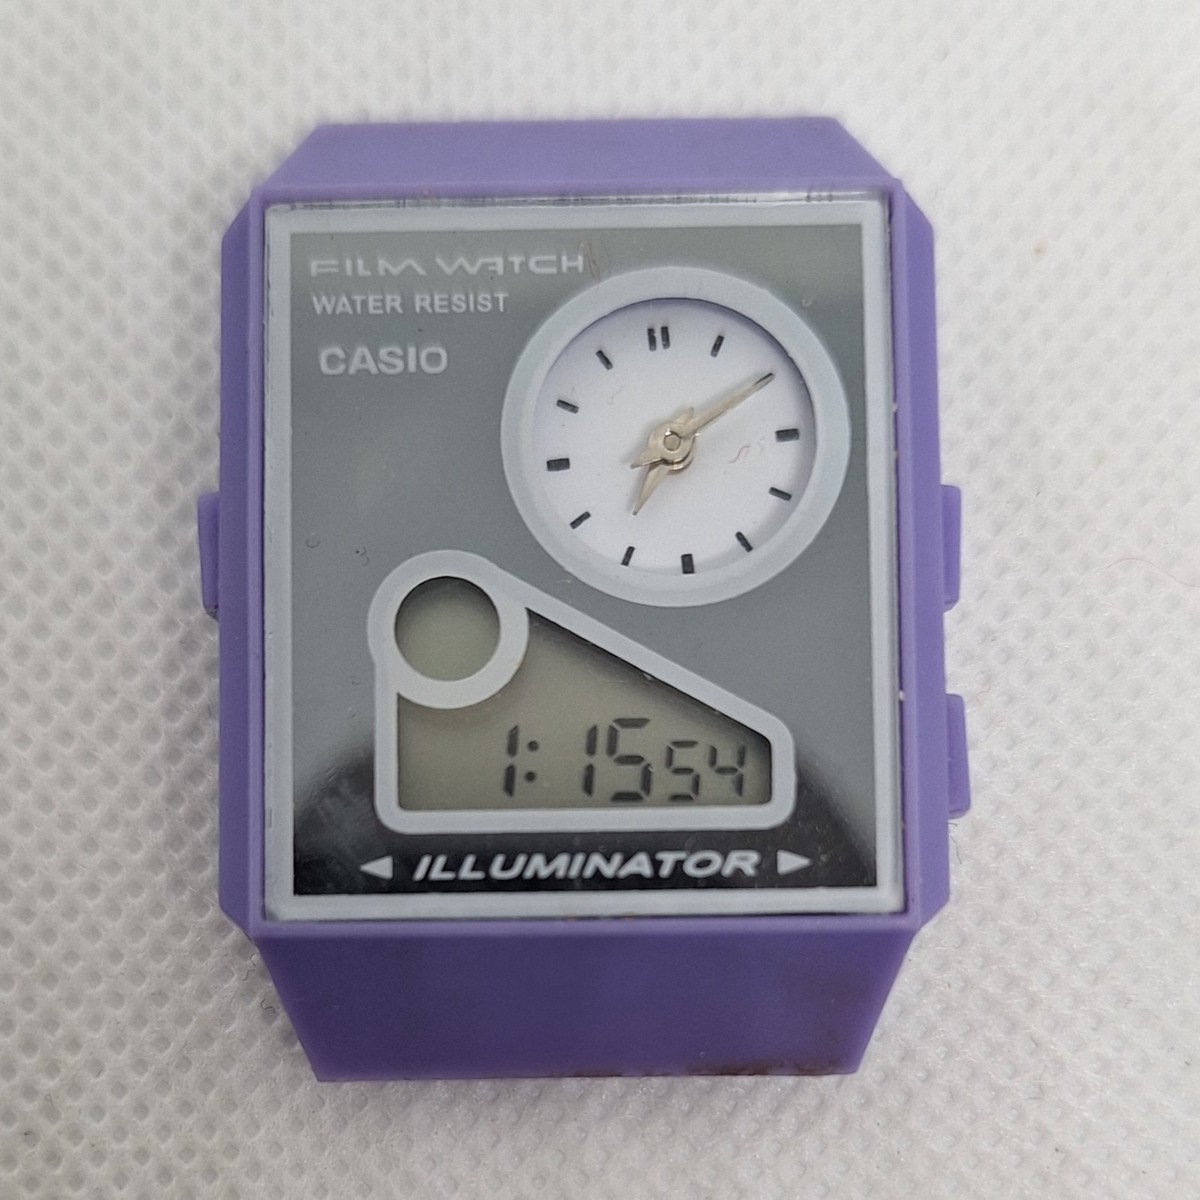 FILM WATCH
WATER RESIST
CASIO
1:15 54
ILLUMINATOR